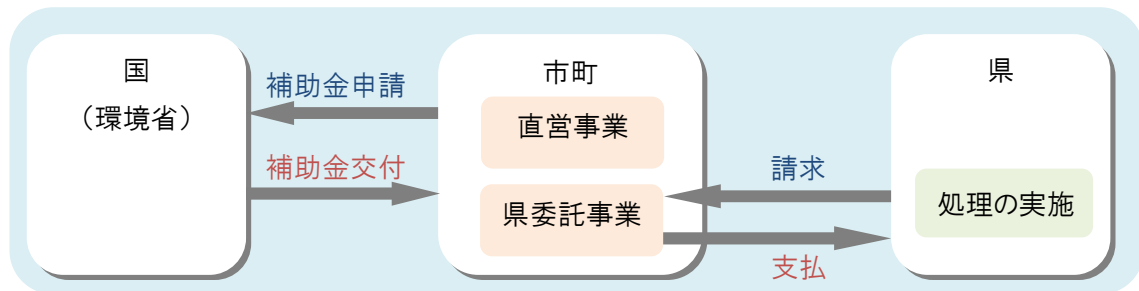 国
（環境省）
補助金申請
補助金交付
市町
直営事業
県委託事業
請求
支払
県
処理の実施